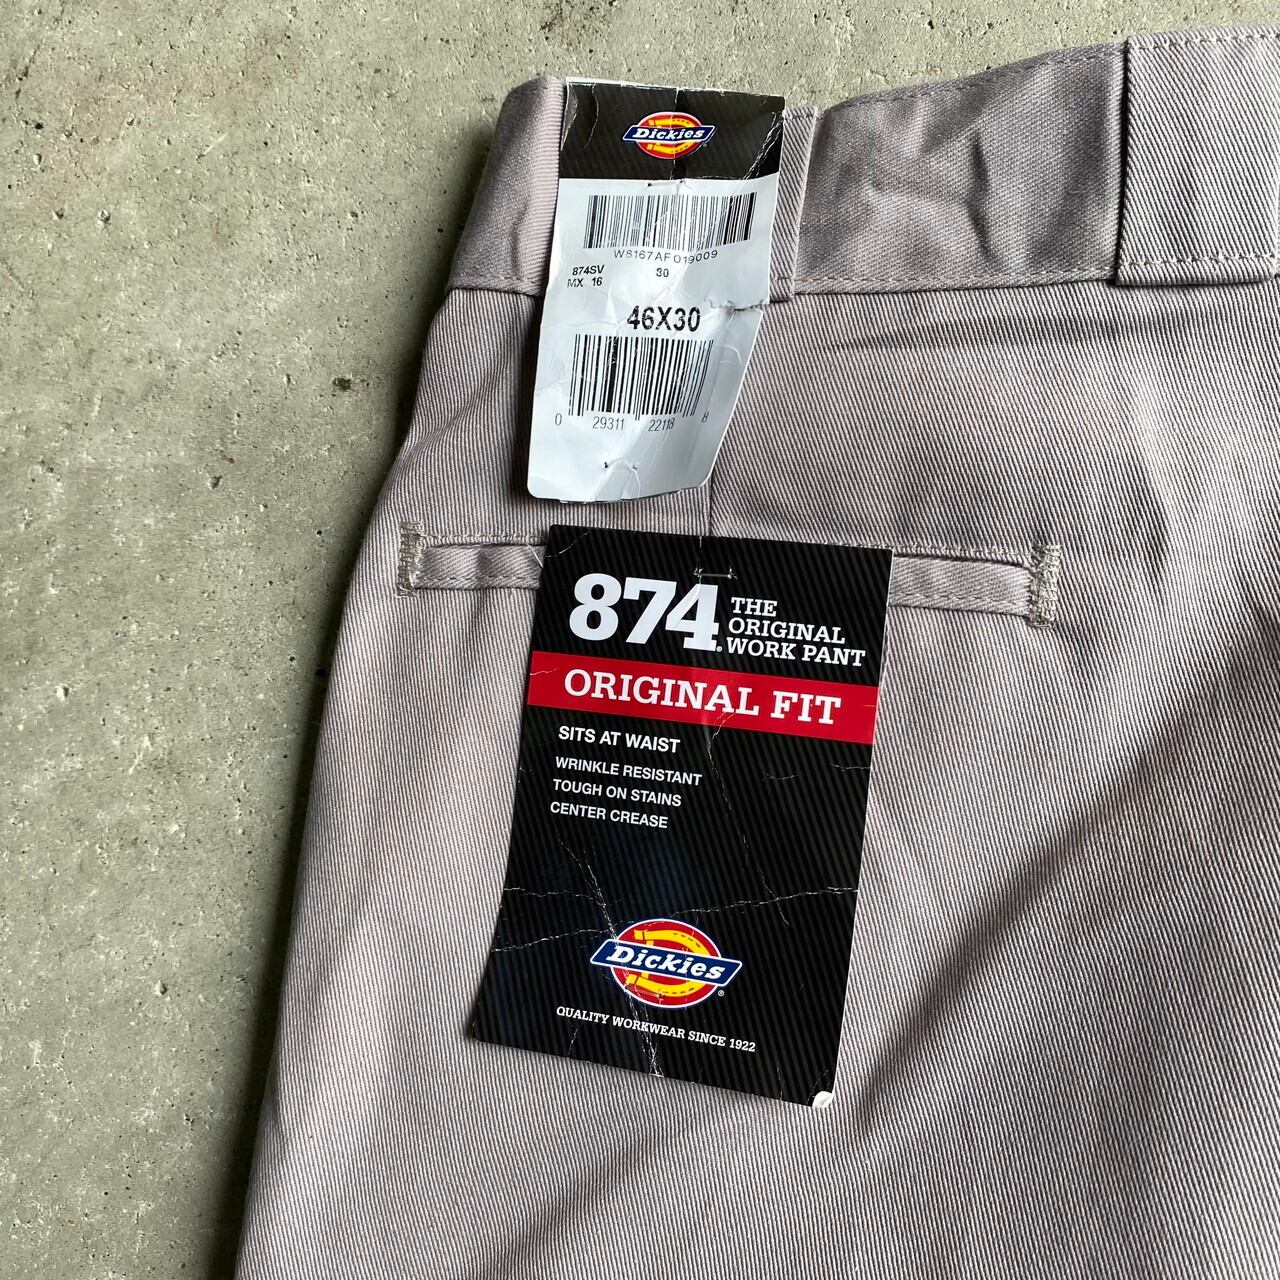 Dickies
W8167AF019009
874SV 30
MX 16
46X30
0 29311 22118 8
874® THE
ORIGINAL
WORK PANT
ORIGINAL FIT
SITS AT WAIST
WRINKLE RESISTANT
TOUGH ON STAINS
CENTER CREASE
Dickies®
QUALITY WORKWEAR SINCE 1922